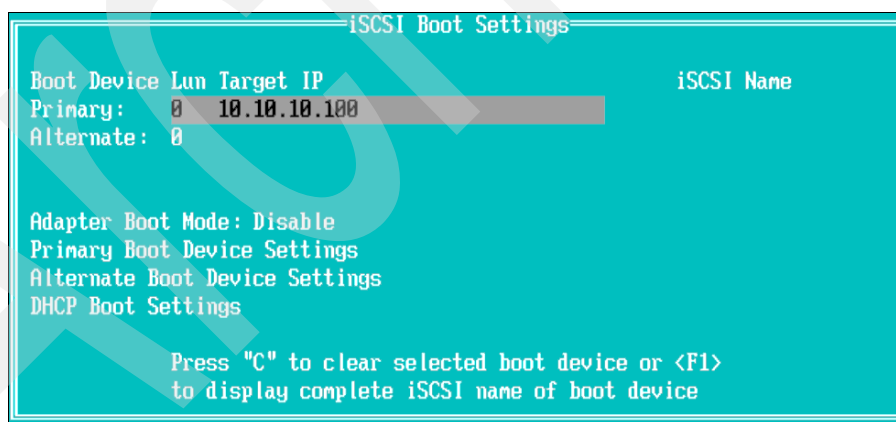 iSCSI Boot Settings
Boot Device Lun Target IP iSCSI Name
Primary: 0 10.10.10.100
Alternate: 0
Adapter Boot Mode: Disable
Primary Boot Device Settings
Alternate Boot Device Settings
DHCP Boot Settings
Press "C" to clear selected boot device or <F1>
to display complete iSCSI name of boot device